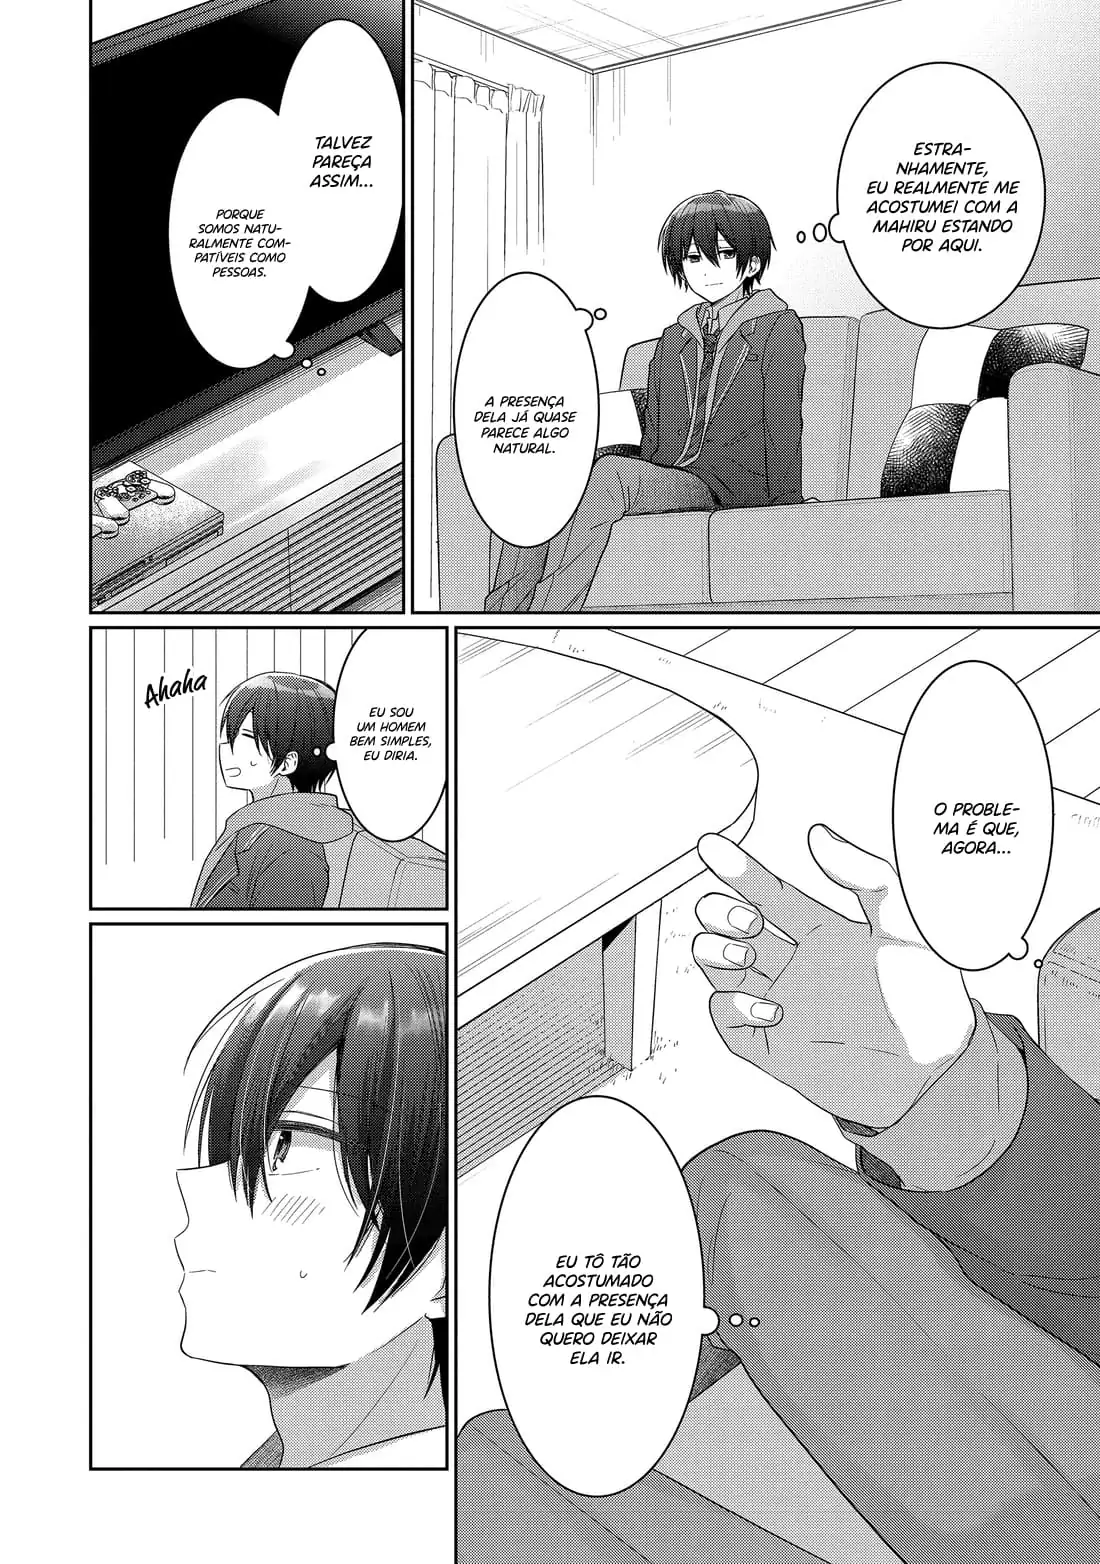 ESTRA-
NHAMENTE,
EU REALMENTE ME
ACOSTUMEI COM A
MAHIRU ESTANDO
POR AQUI.
A PRESENÇA
DELA JÁ QUASE
PARECE ALGO
NATURAL.
TALVEZ
PAREÇA
ASSIM...
PORQUE
SOMOS NATU-
RALMENTE COM-
PATÍVEIS COMO
PESSOAS.
O PROBLE-
MA É QUE,
AGORA...
EU TÔ TÃO
ACOSTUMADO
COM A PRESENÇA
DELA QUE EU NÃO
QUERO DEIXAR
ELA IR.
EU SOU
UM HOMEM
BEM SIMPLES,
EU DIRIA.
Ahaha